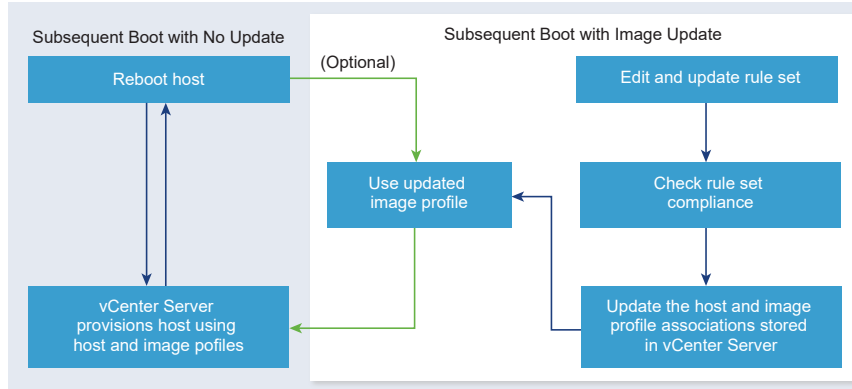 Subsequent Boot with No Update
Subsequent Boot with Image Update
(Optional)
Reboot host
Edit and update rule set
Use updated
image profile
Check rule set
compliance
vCenter Server
provisions host using
host and image pofiles
Update the host and image
profile associations stored
in vCenter Server